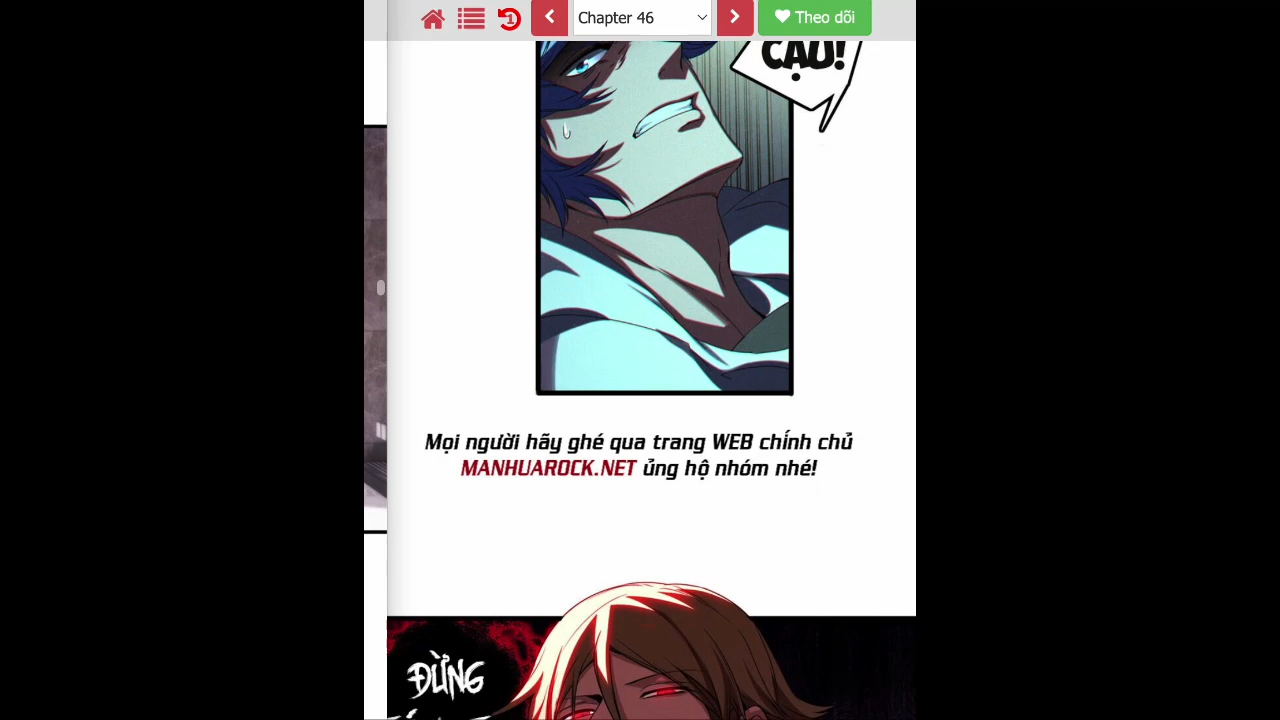 Chapter 46
Theo dõi
CẬU!
Mọi người hãy ghé qua trang WEB chính chủ
MANHUAROCK.NET ủng hộ nhóm nhé!
ĐỪNG